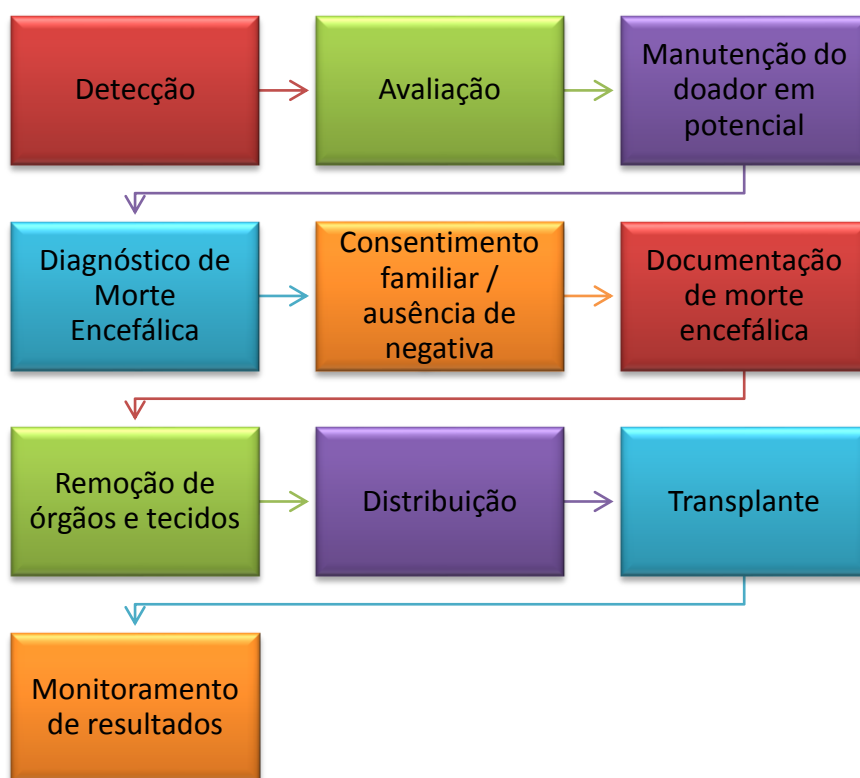 Detecção
Avaliação
Manutenção do
doador em
potencial
Diagnóstico de
Morte
Encefálica
Consentimento
familiar /
ausência de
negativa
Documentação
de morte
encefálica
Remoção de
órgãos e tecidos
Distribuição
Transplante
Monitoramento
de resultados